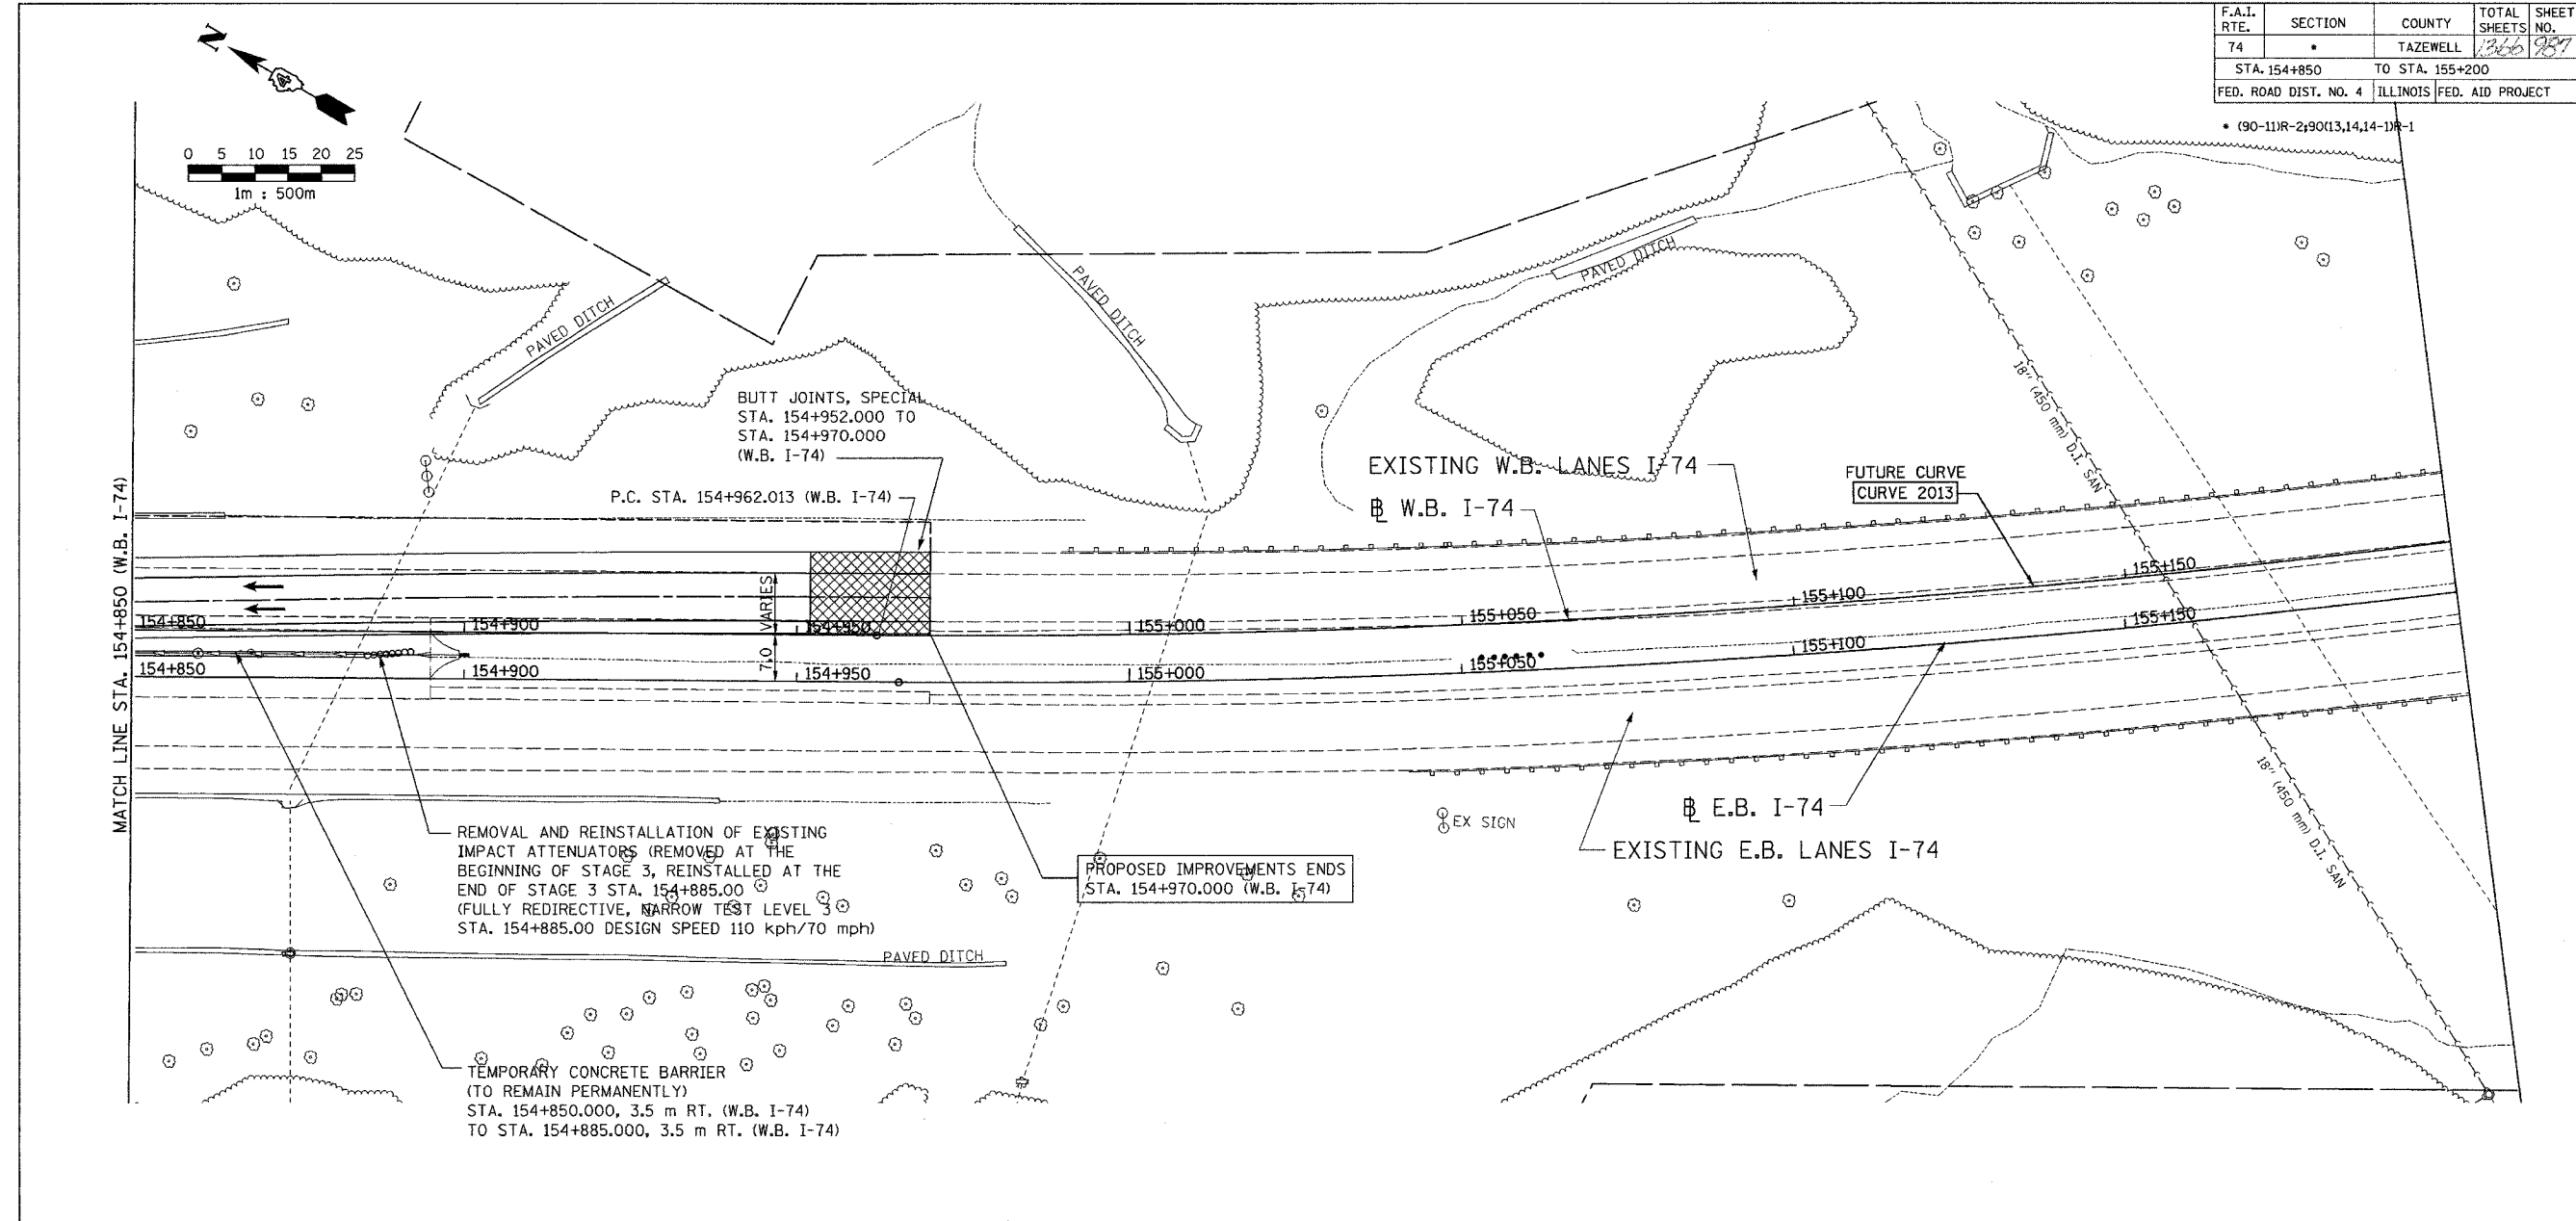 F.A.I. RTE. SECTION COUNTY TOTAL SHEETS SHEET NO.
74 * TAZEWELL 1366 987
STA. 154+850 TO STA. 155+200
FED. ROAD DIST. NO. 4 ILLINOIS FED. AID PROJECT
* (90-11)R-2;90(13,14,14-1)R-1
N
4
0 5 10 15 20 25
1m : 500m
PAVED DITCH
PAVED DITCH
PAVED DITCH
18" (450 mm) D.I. SAN
BUTT JOINTS, SPECIAL
STA. 154+952.000 TO
STA. 154+970.000
(W.B. I-74)
P.C. STA. 154+962.013 (W.B. I-74)
EXISTING W.B. LANES I-74
B W.B. I-74
FUTURE CURVE
CURVE 2013
MATCH LINE STA. 154+850 (W.B. I-74)
154+850 154+900 154+950 155+000 155+050 155+100 155+150
VARIES
7.0
154+850 154+900 154+950 155+000 155+050 155+100 155+150
B E.B. I-74
EX SIGN
EXISTING E.B. LANES I-74
18" (450 mm) D.I. SAN
REMOVAL AND REINSTALLATION OF EXISTING
IMPACT ATTENUATORS (REMOVED AT THE
BEGINNING OF STAGE 3, REINSTALLED AT THE
END OF STAGE 3 STA. 154+885.00
(FULLY REDIRECTIVE, NARROW TEST LEVEL 3
STA. 154+885.00 DESIGN SPEED 110 kph/70 mph)
PROPOSED IMPROVEMENTS ENDS
STA. 154+970.000 (W.B. I-74)
PAVED DITCH
TEMPORARY CONCRETE BARRIER
(TO REMAIN PERMANENTLY)
STA. 154+850.000, 3.5 m RT. (W.B. I-74)
TO STA. 154+885.000, 3.5 m RT. (W.B. I-74)